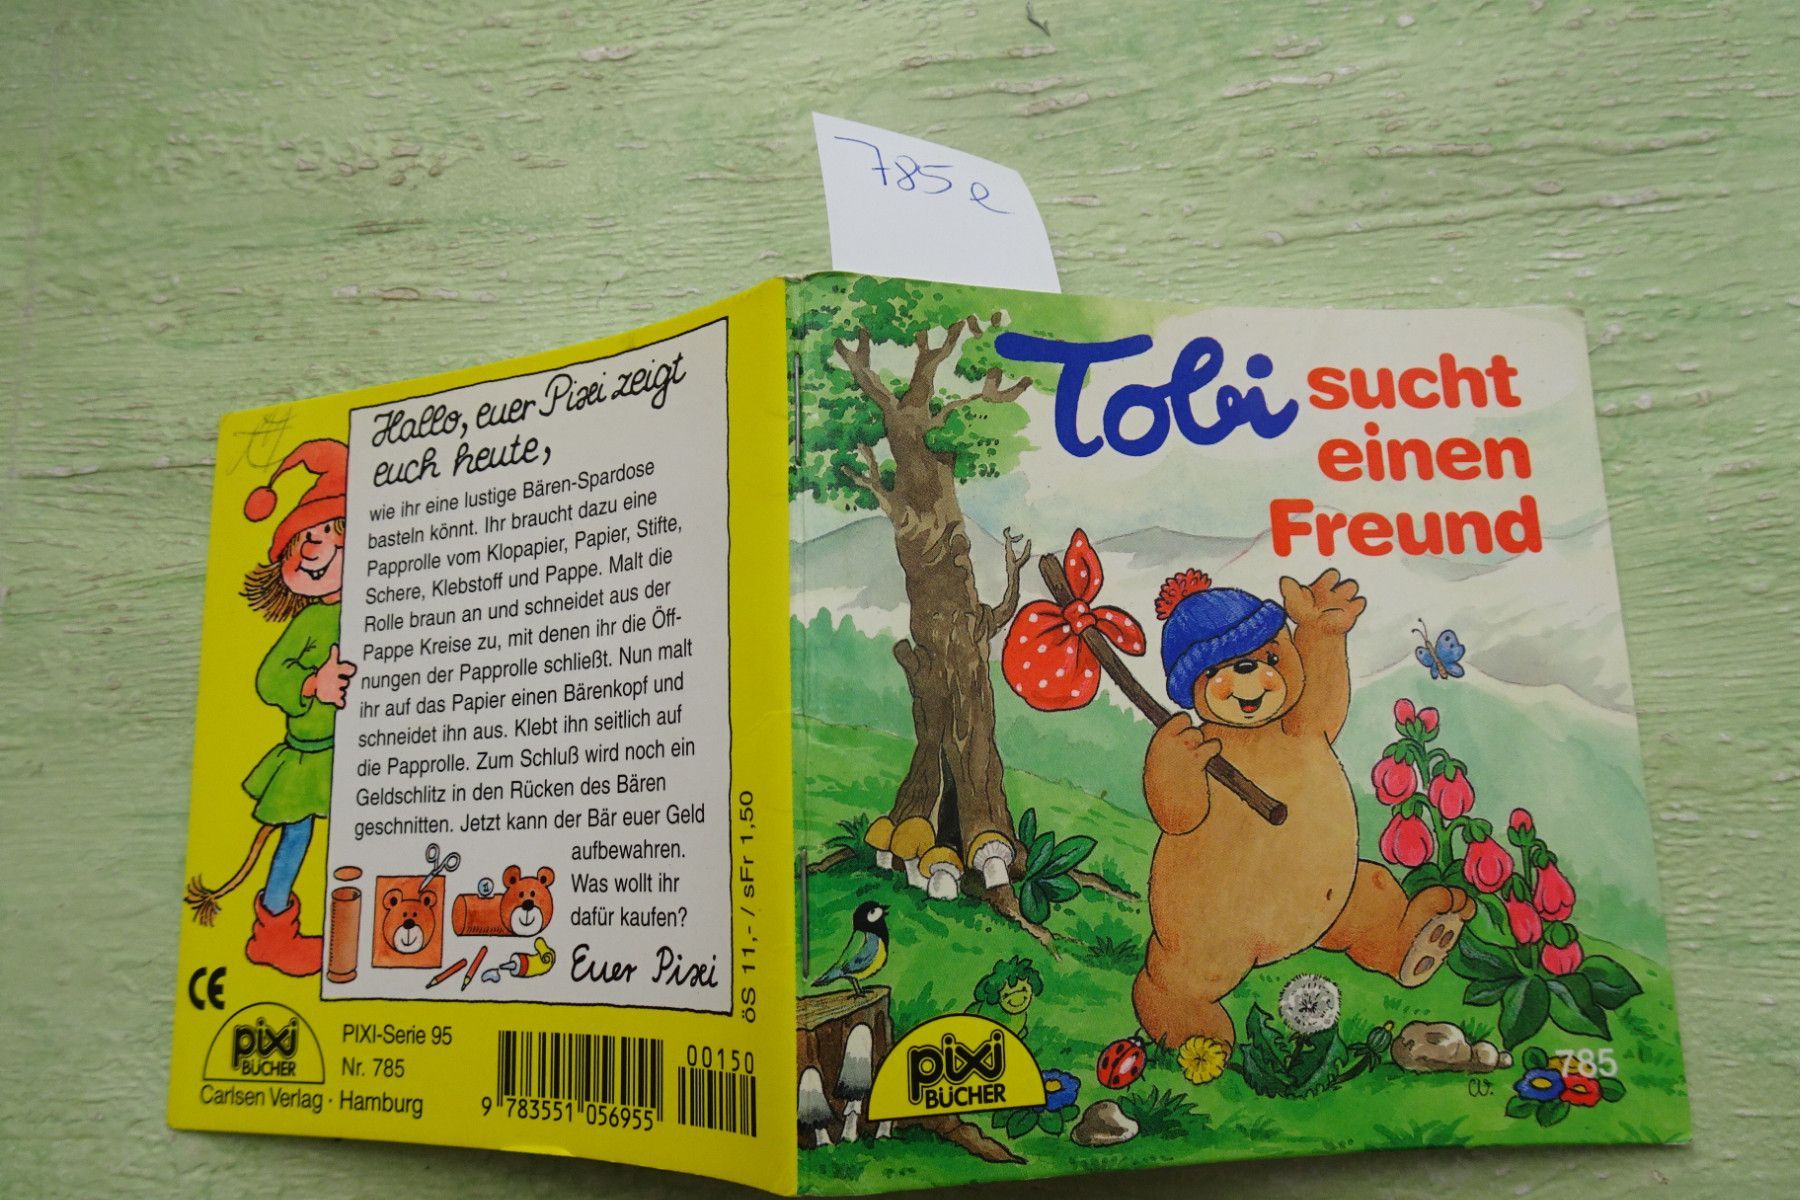 785 e
Hallo, euer Pixi zeigt
euch heute,
wie ihr eine lustige Bären-Spardose
basteln könnt. Ihr braucht dazu eine
Papprolle vom Klopapier, Papier, Stifte,
Schere, Klebstoff und Pappe. Malt die
Rolle braun an und schneidet aus der
Pappe Kreise zu, mit denen ihr die Öff-
nungen der Papprolle schließt. Nun malt
ihr auf das Papier einen Bärenkopf und
schneidet ihn aus. Klebt ihn seitlich auf
die Papprolle. Zum Schluß wird noch ein
Geldschlitz in den Rücken des Bären
geschnitten. Jetzt kann der Bär euer Geld
aufbewahren.
Was wollt ihr
dafür kaufen?
Euer Pixi
öS 11,- / sFr 1,50
CE
pixi
BÜCHER
PIXI-Serie 95
Nr. 785
Carlsen Verlag · Hamburg
9 783551 056955
00150
Tobi sucht
einen
Freund
pixi
BÜCHER
CW.
785